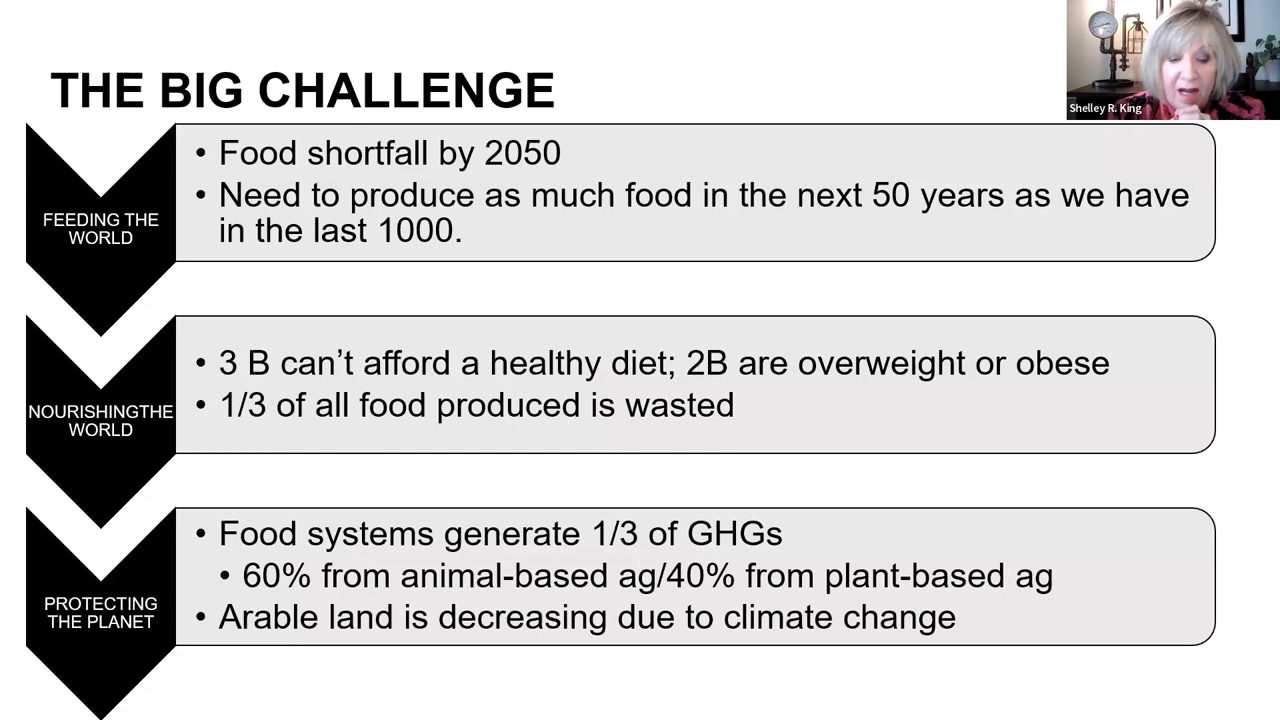 THE BIG CHALLENGE
Shelley R. King
FEEDING THE
WORLD
• Food shortfall by 2050
• Need to produce as much food in the next 50 years as we have
in the last 1000.
NOURISHINGTHE
WORLD
• 3 B can’t afford a healthy diet; 2B are overweight or obese
• 1/3 of all food produced is wasted
PROTECTING
THE PLANET
• Food systems generate 1/3 of GHGs
• 60% from animal-based ag/40% from plant-based ag
• Arable land is decreasing due to climate change